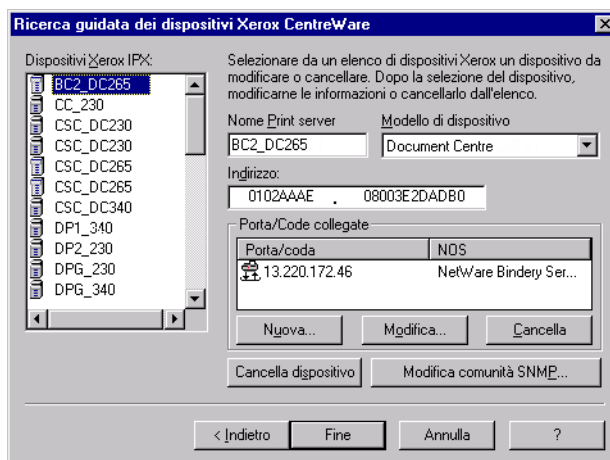 Ricerca guidata dei dispositivi Xerox CentreWare
Dispositivi Xerox IPX:
BC2_DC265
CC_230
CSC_DC230
CSC_DC230
CSC_DC265
CSC_DC265
CSC_DC340
DP1_340
DP2_230
DPG_230
DPG_340
Selezionare da un elenco di dispositivi Xerox un dispositivo da
modificare o cancellare. Dopo la selezione del dispositivo,
modificarne le informazioni o cancellarlo dall'elenco.
Nome Print server
Modello di dispositivo
BC2_DC265
Document Centre
Indirizzo:
0102AAAE . 08003E2DADB0
Porta/Code collegate
Porta/coda NOS
13.220.172.46 NetWare Bindery Ser...
Nuova... Modifica... Cancella
Cancella dispositivo Modifica comunità SNMP...
< Indietro Fine Annulla ?